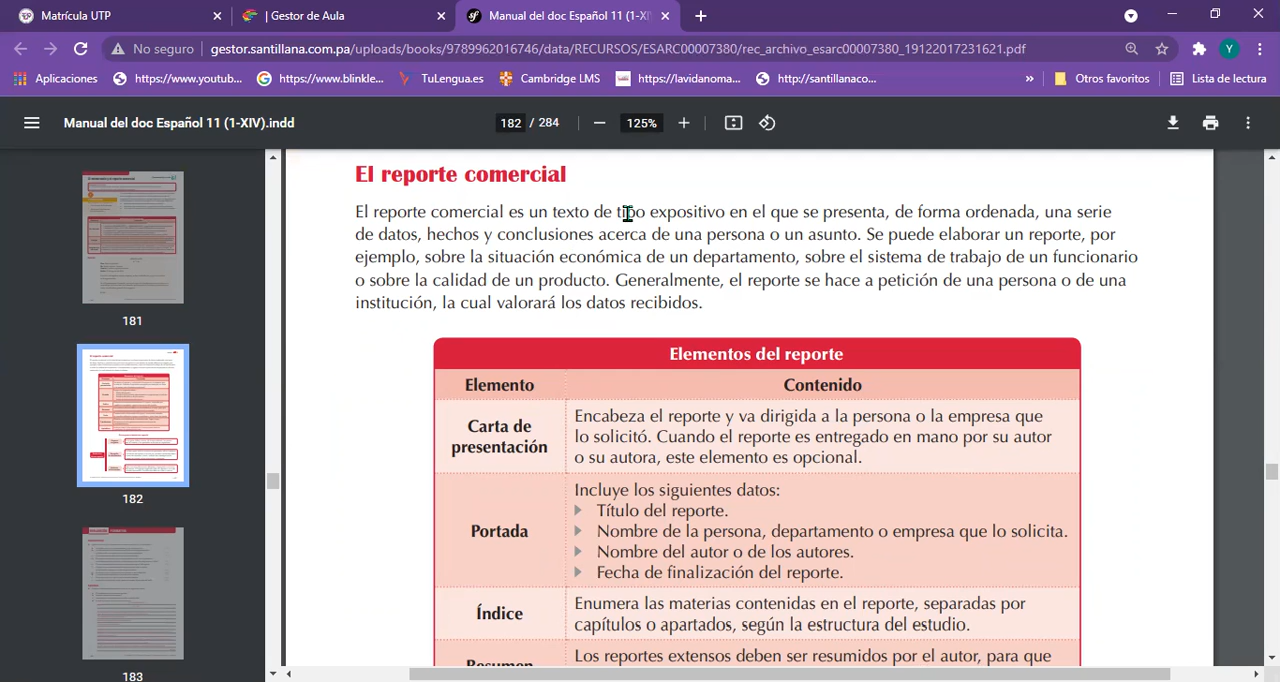 Matrícula UTP
| Gestor de Aula
Manual del doc Español 11 (1-XIV
No seguro
gestor.santillana.com.pa/uploads/books/9789962016746/data/RECURSOS/ESARC00007380/rec_archivo_esarc00007380_19122017231621.pdf
Y
Aplicaciones
https://www.youtub...
https://www.blinkle...
TuLengua.es
Cambridge LMS
https://lavidanoma...
http://santillanaco...
»
Otros favoritos
Lista de lectura
Manual del doc Español 11 (1-XIV).indd
182 / 284
125%
181
182
183
El reporte comercial
El reporte comercial es un texto de tipo expositivo en el que se presenta, de forma ordenada, una serie
de datos, hechos y conclusiones acerca de una persona o un asunto. Se puede elaborar un reporte, por
ejemplo, sobre la situación económica de un departamento, sobre el sistema de trabajo de un funcionario
o sobre la calidad de un producto. Generalmente, el reporte se hace a petición de una persona o de una
institución, la cual valorará los datos recibidos.
Elementos del reporte
Elemento
Contenido
Carta de
presentación
Encabeza el reporte y va dirigida a la persona o la empresa que
lo solicitó. Cuando el reporte es entregado en mano por su autor
o su autora, este elemento es opcional.
Portada
Incluye los siguientes datos:
Título del reporte.
Nombre de la persona, departamento o empresa que lo solicita.
Nombre del autor o de los autores.
Fecha de finalización del reporte.
Índice
Enumera las materias contenidas en el reporte, separadas por
capítulos o apartados, según la estructura del estudio.
Resumen
Los reportes extensos deben ser resumidos por el autor, para que